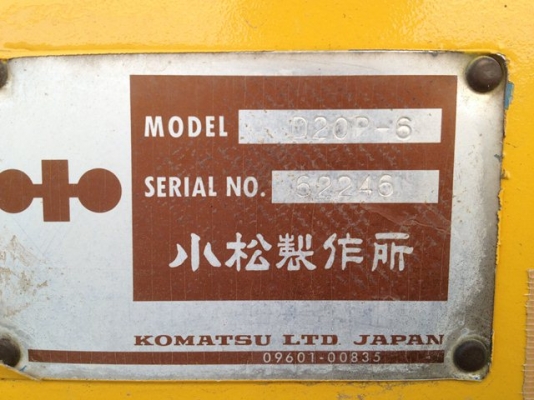 MODEL D20P-6
SERIAL NO. 62246
小松製作所
KOMATSU LTD. JAPAN
09601-00835